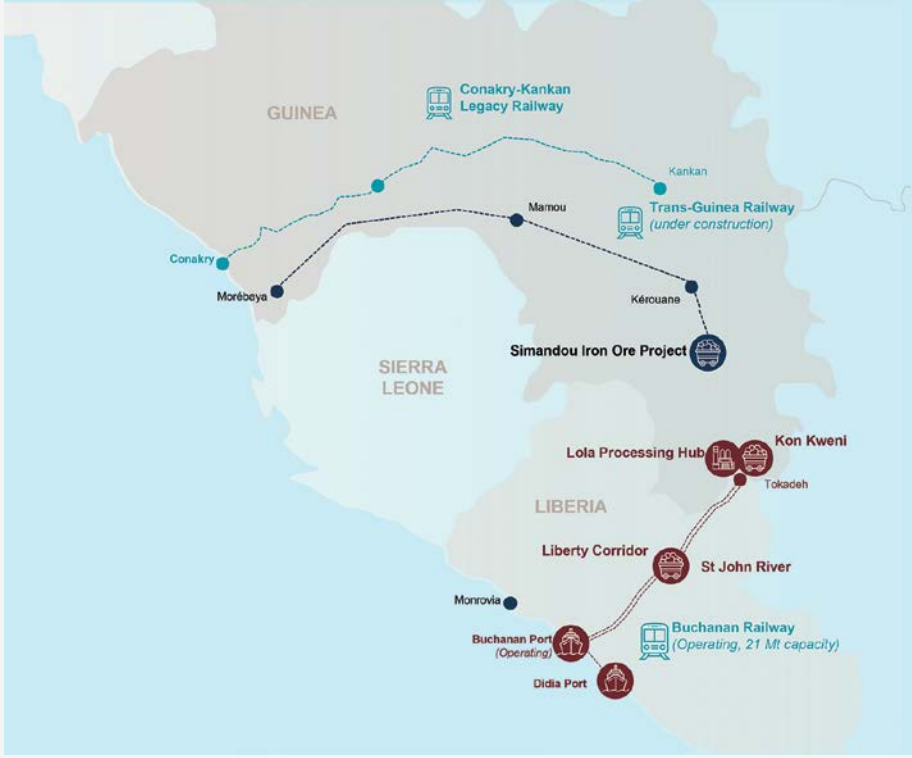 Conakry-Kankan
Legacy Railway
GUINEA
Kankan
Trans-Guinea Railway
(under construction)
Mamou
Conakry
Morébaya
Kérouane
Simandou Iron Ore Project
SIERRA
LEONE
Kon Kweni
Lola Processing Hub
Tokadeh
LIBERIA
Liberty Corridor
St John River
Monrovia
Buchanan Railway
(Operating, 21 Mt capacity)
Buchanan Port
(Operating)
Didia Port